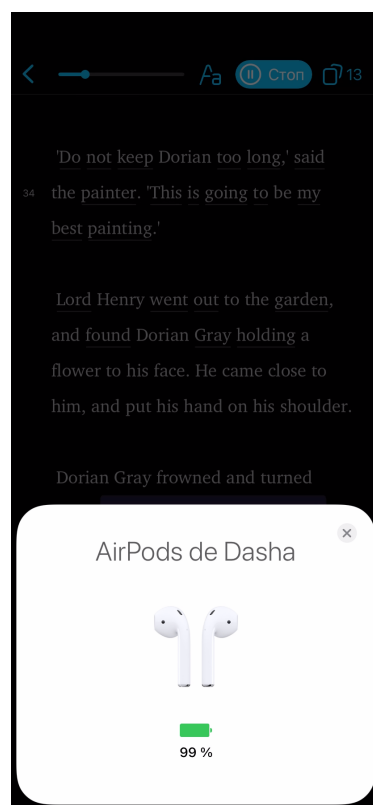 Aa
Стоп
13
'Do not keep Dorian too long,' said
34
the painter. 'This is going to be my
best painting.'
Lord Henry went out to the garden,
and found Dorian Gray holding a
flower to his face. He came close to
him, and put his hand on his shoulder.
Dorian Gray frowned and turned
AirPods de Dasha
99 %